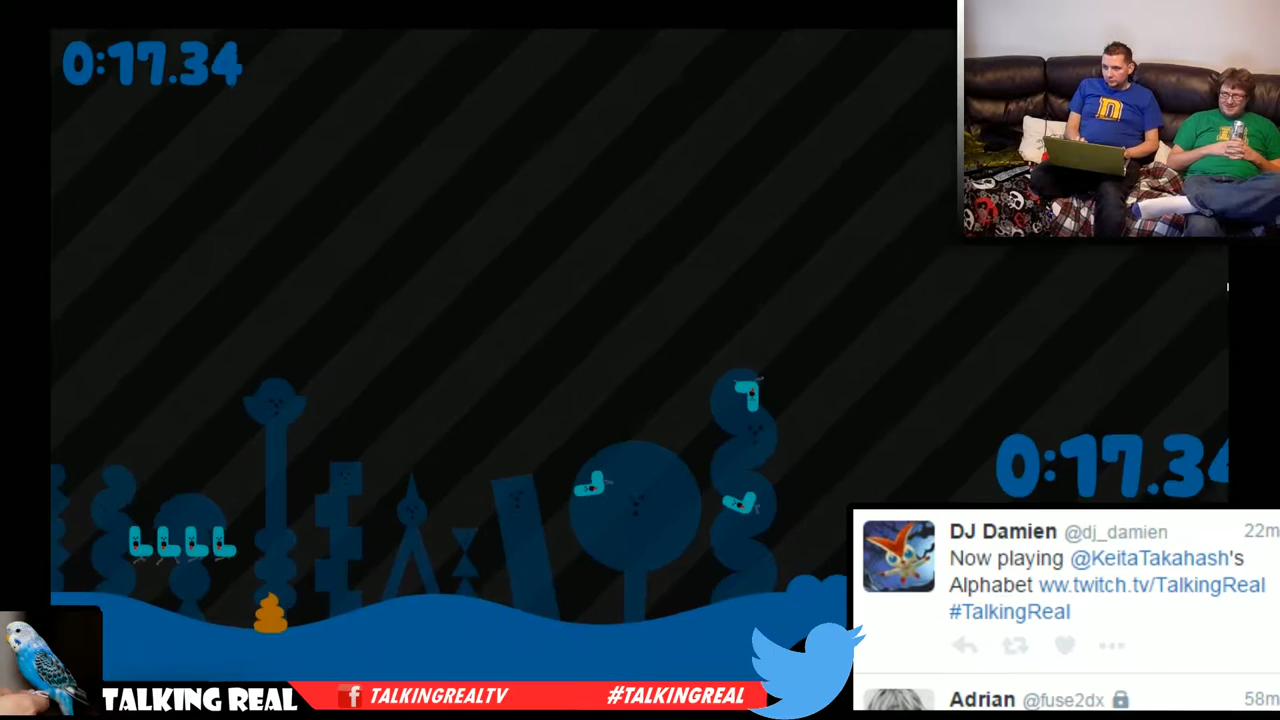 0:17.34
n
0:17.34
DJ Damien @dj_damien 22m
Now playing @KeitaTakahash's
Alphabet ww.twitch.tv/TalkingReal
#TalkingReal
Adrian @fuse2dx 58m
TALKING REAL
f TALKINGREALTV #TALKINGREAL